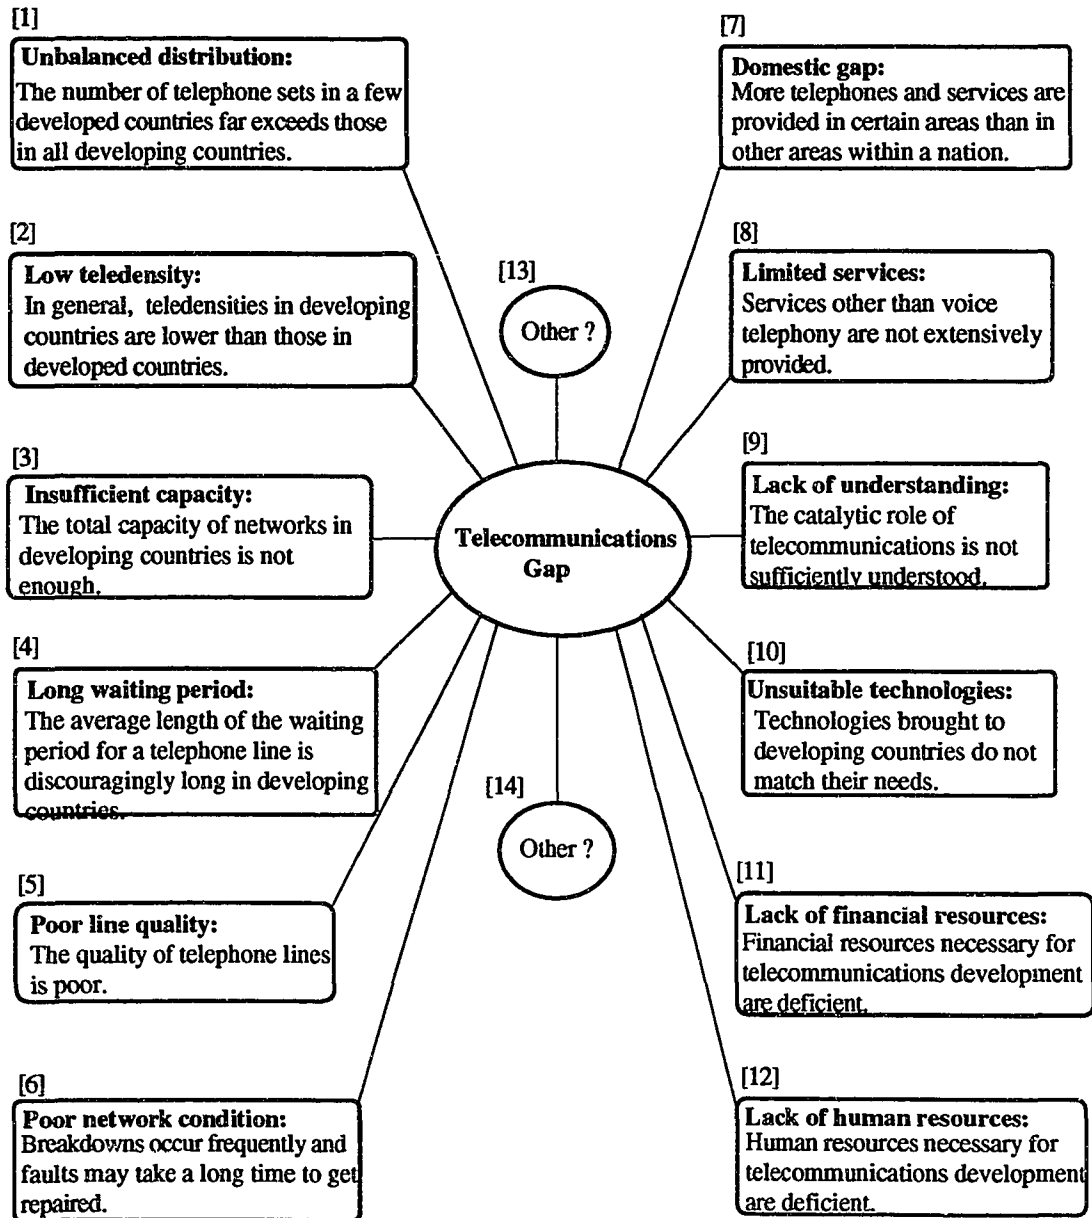 [1]
Unbalanced distribution:
The number of telephone sets in a few
developed countries far exceeds those
in all developing countries.
[2]
Low teledensity:
In general, teledensities in developing
countries are lower than those in
developed countries.
[3]
Insufficient capacity:
The total capacity of networks in
developing countries is not
enough.
[4]
Long waiting period:
The average length of the waiting
period for a telephone line is
discouragingly long in developing
countries.
[5]
Poor line quality:
The quality of telephone lines
is poor.
[6]
Poor network condition:
Breakdowns occur frequently and
faults may take a long time to get
repaired.
[13]
Other ?
Telecommunications
Gap
[14]
Other ?
[7]
Domestic gap:
More telephones and services are
provided in certain areas than in
other areas within a nation.
[8]
Limited services:
Services other than voice
telephony are not extensively
provided.
[9]
Lack of understanding:
The catalytic role of
telecommunications is not
sufficiently understood.
[10]
Unsuitable technologies:
Technologies brought to
developing countries do not
match their needs.
[11]
Lack of financial resources:
Financial resources necessary for
telecommunications development
are deficient.
[12]
Lack of human resources:
Human resources necessary for
telecommunications development
are deficient.